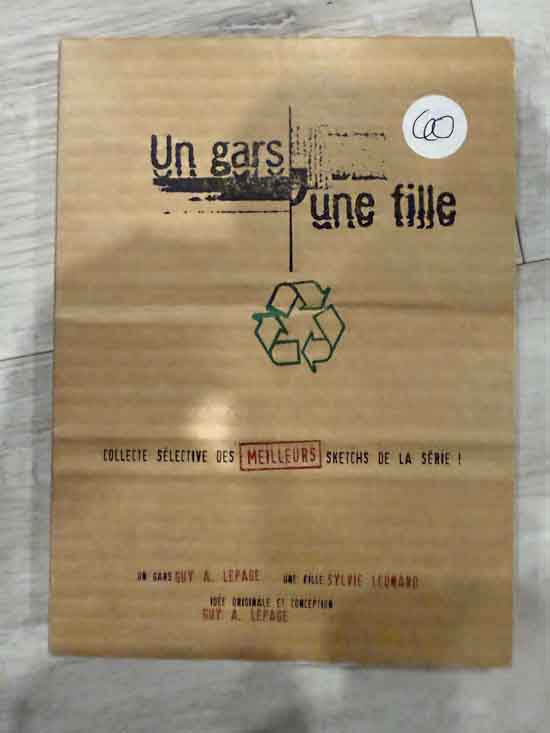 Un gars,
une fille
COLLECTE SÉLECTIVE DES MEILLEURS SKETCHS DE LA SÉRIE !
UN GARS GUY A. LEPAGE UNE FILLE SYLVIE LÉONARD
IDÉE ORIGINALE ET CONCEPTION
GUY A. LEPAGE